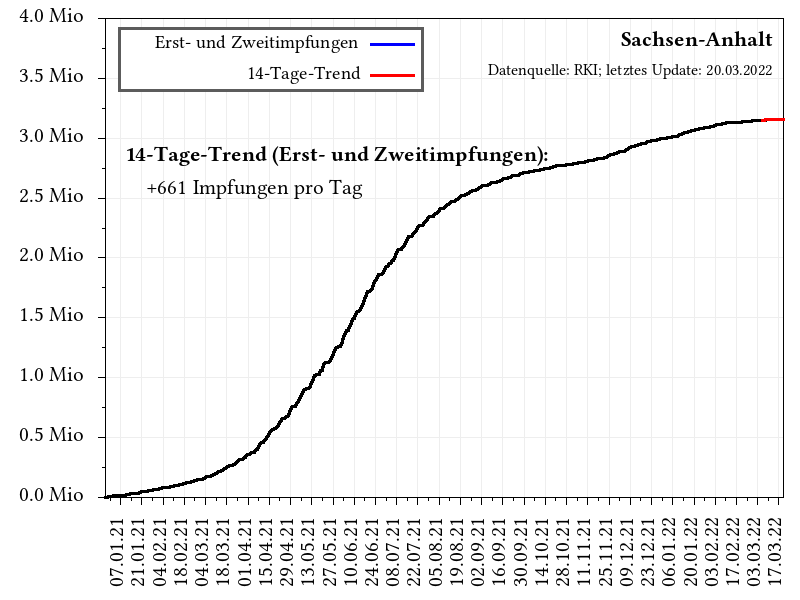 4.0 Mio
3.5 Mio
3.0 Mio
2.5 Mio
2.0 Mio
1.5 Mio
1.0 Mio
0.5 Mio
0.0 Mio
Erst- und Zweitimpfungen
14-Tage-Trend
Sachsen-Anhalt
Datenquelle: RKI; letztes Update: 20.03.2022
14-Tage-Trend (Erst- und Zweitimpfungen):
+661 Impfungen pro Tag
07.01.21
21.01.21
04.02.21
18.02.21
04.03.21
18.03.21
01.04.21
15.04.21
29.04.21
13.05.21
27.05.21
10.06.21
24.06.21
08.07.21
22.07.21
05.08.21
19.08.21
02.09.21
16.09.21
30.09.21
14.10.21
28.10.21
11.11.21
25.11.21
09.12.21
23.12.21
06.01.22
20.01.22
03.02.22
17.02.22
03.03.22
17.03.22